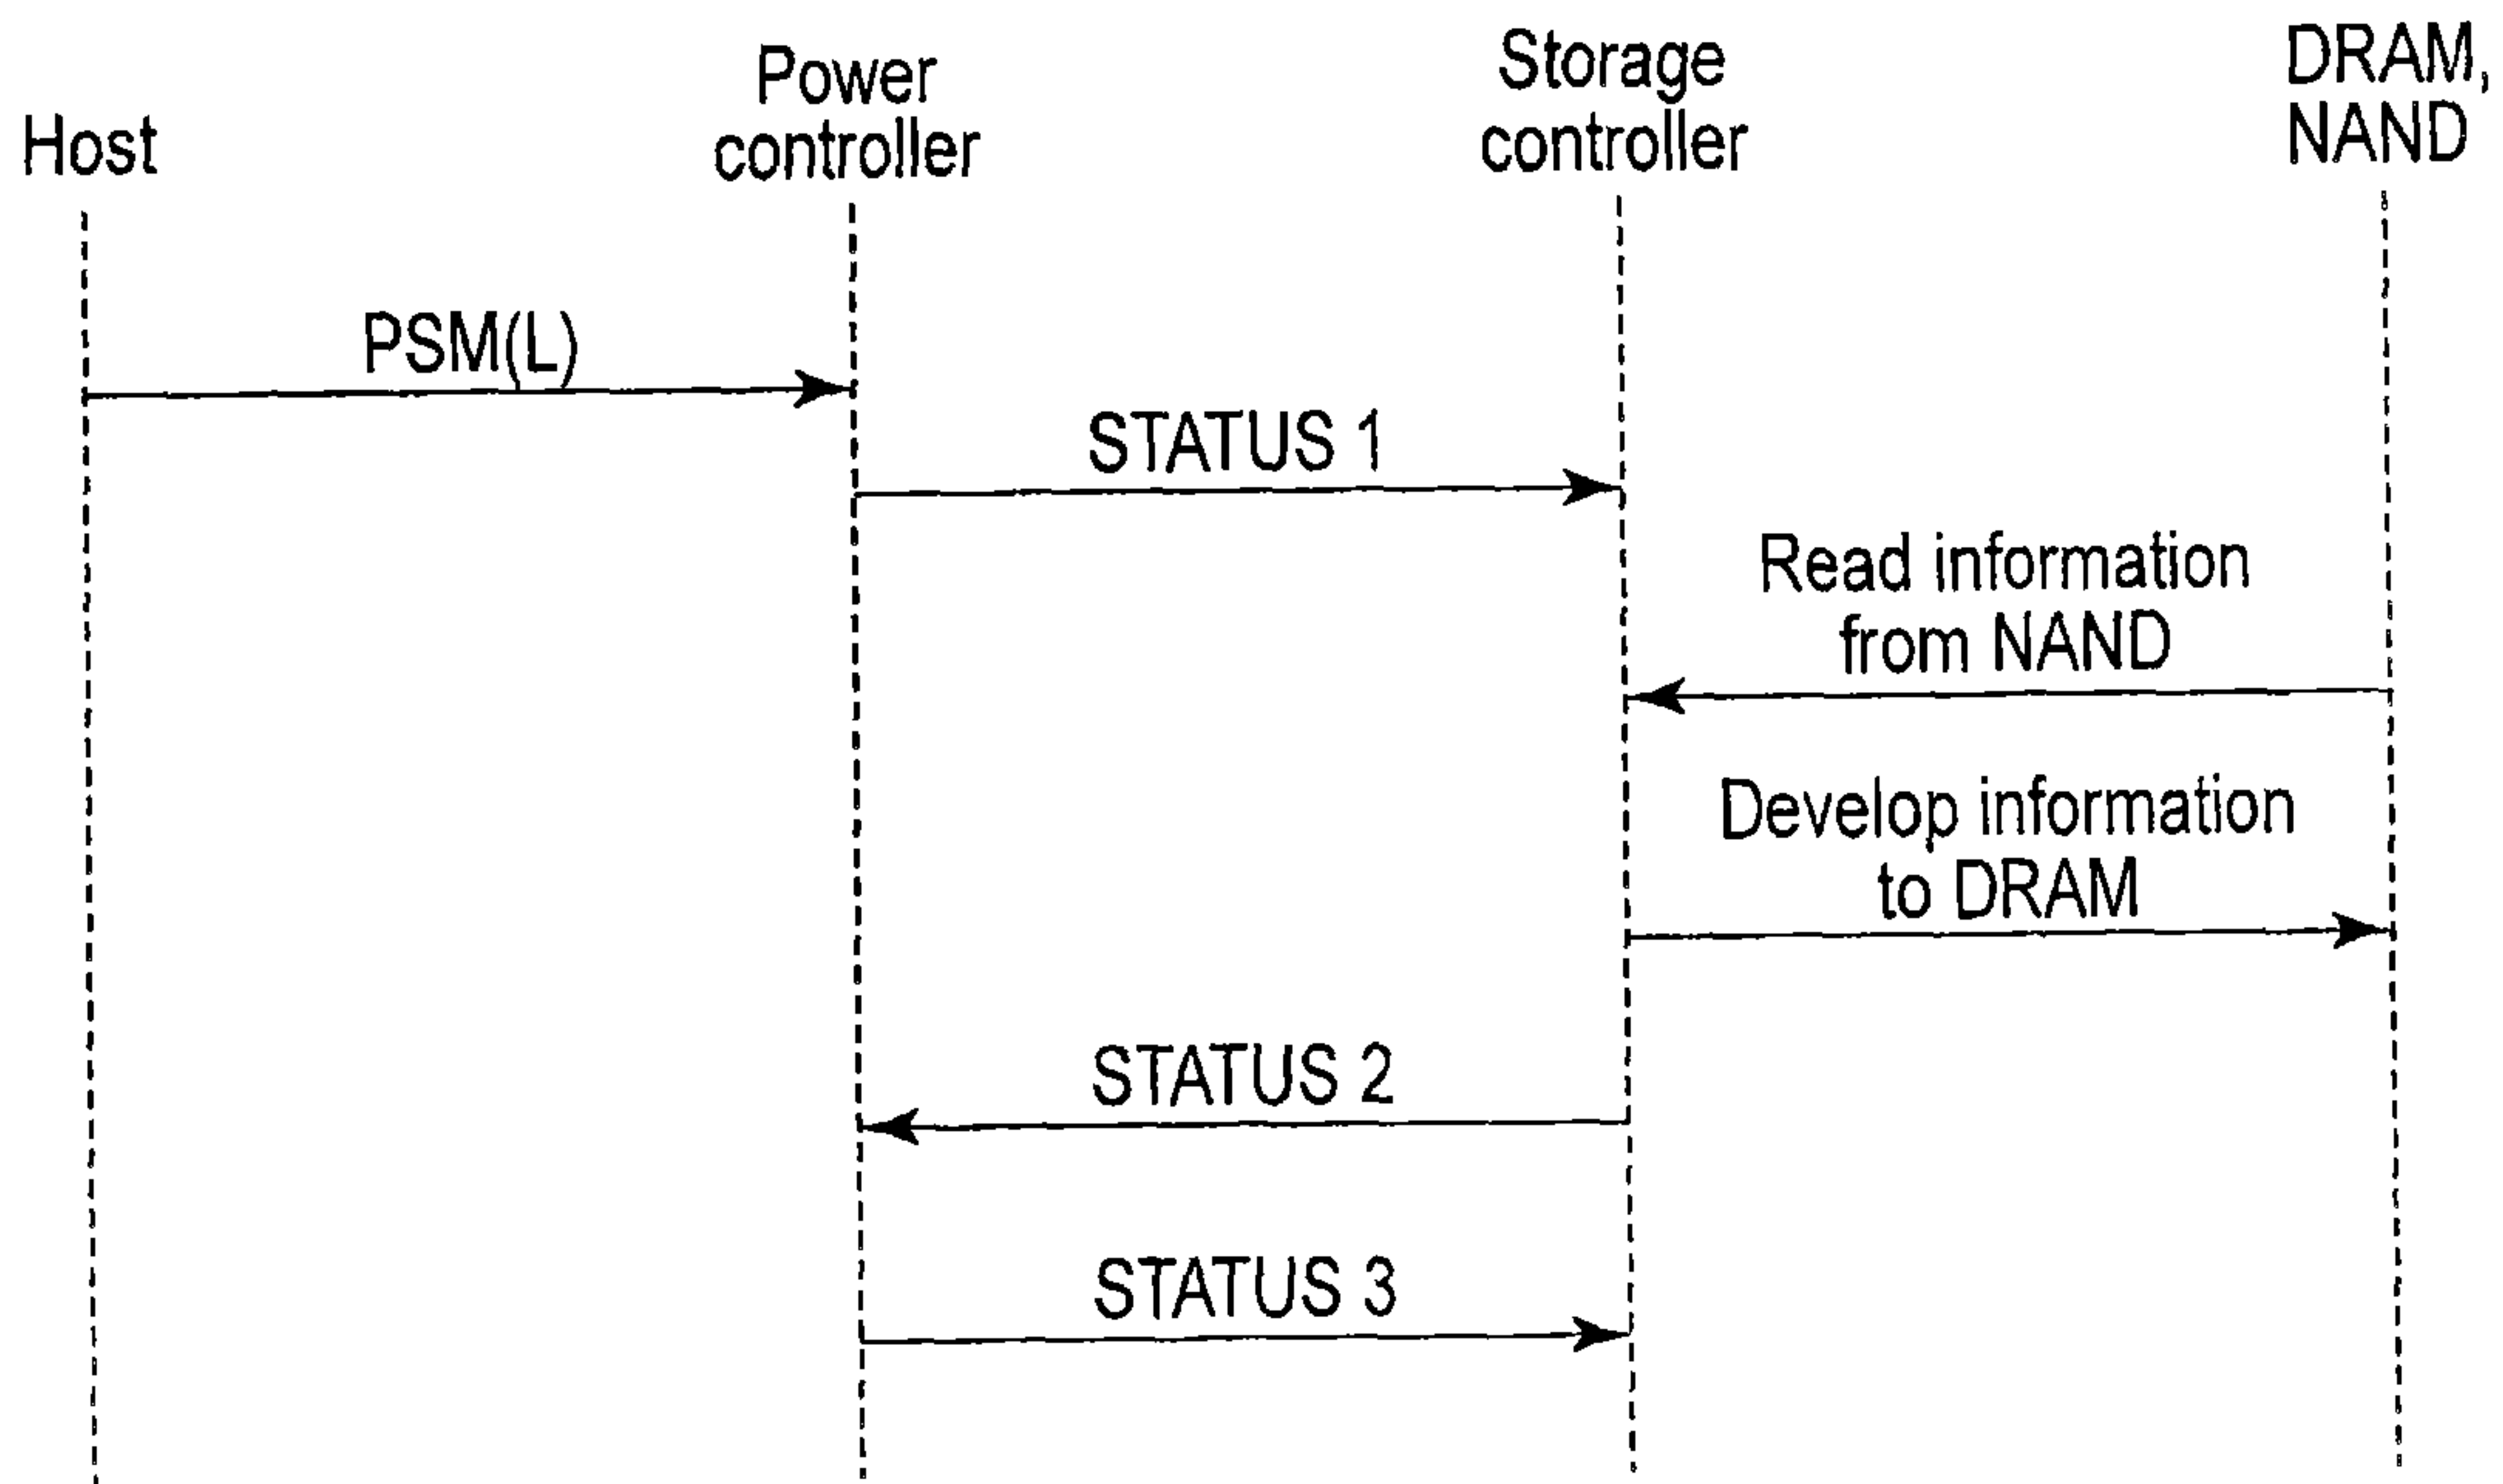 Host
Power
controller
Storage
controller
DRAM,
NAND
PSM(L)
STATUS 1
Read information
from NAND
Develop information
to DRAM
STATUS 2
STATUS 3